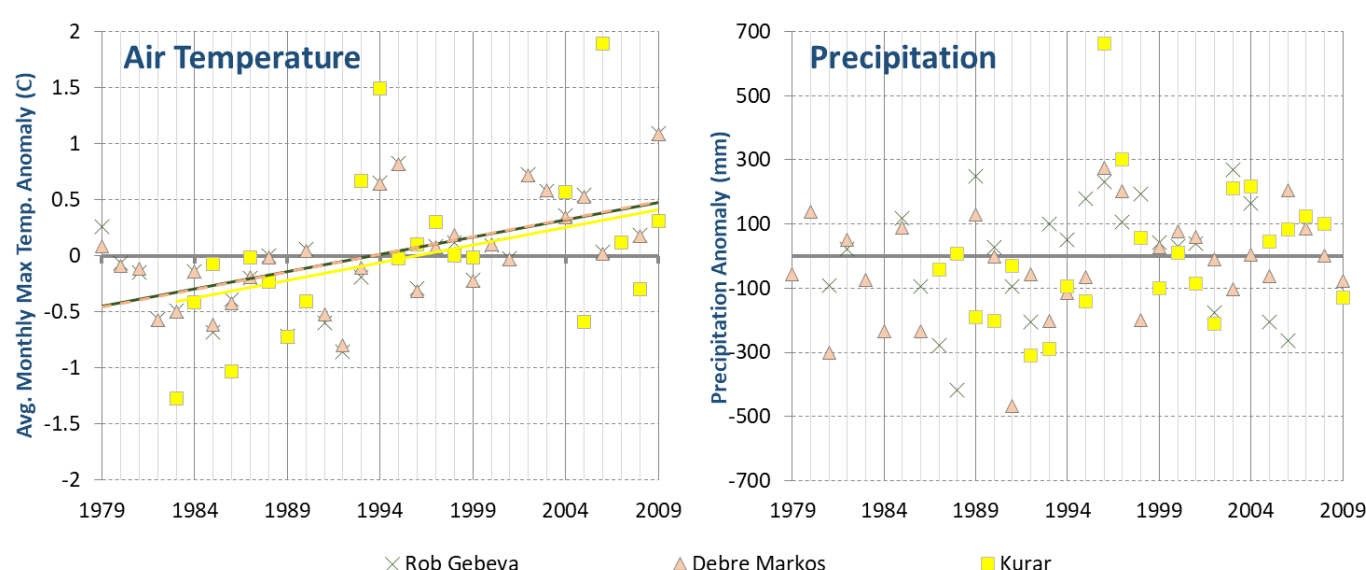 Air Temperature
Avg. Monthly Max Temp. Anomaly (C)
2
1.5
1
0.5
0
-0.5
-1
-1.5
-2
1979 1984 1989 1994 1999 2004 2009
Precipitation
Precipitation Anomaly (mm)
700
500
300
100
-100
-300
-500
-700
1979 1984 1989 1994 1999 2004 2009
Rob Gebeya Debre Markos Kurar